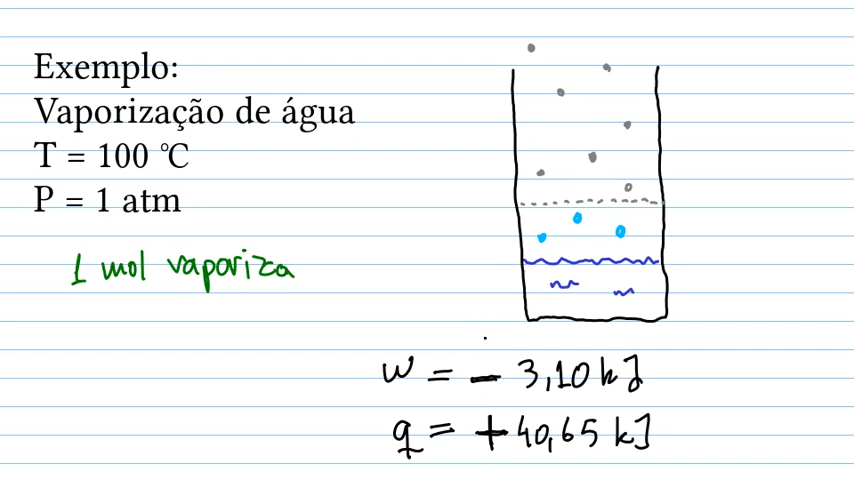 Exemplo:
Vaporização de água
T = 100 ℃
P = 1 atm
1 mol vaporiza
w = - 3,10 kJ
q = +40,65 kJ